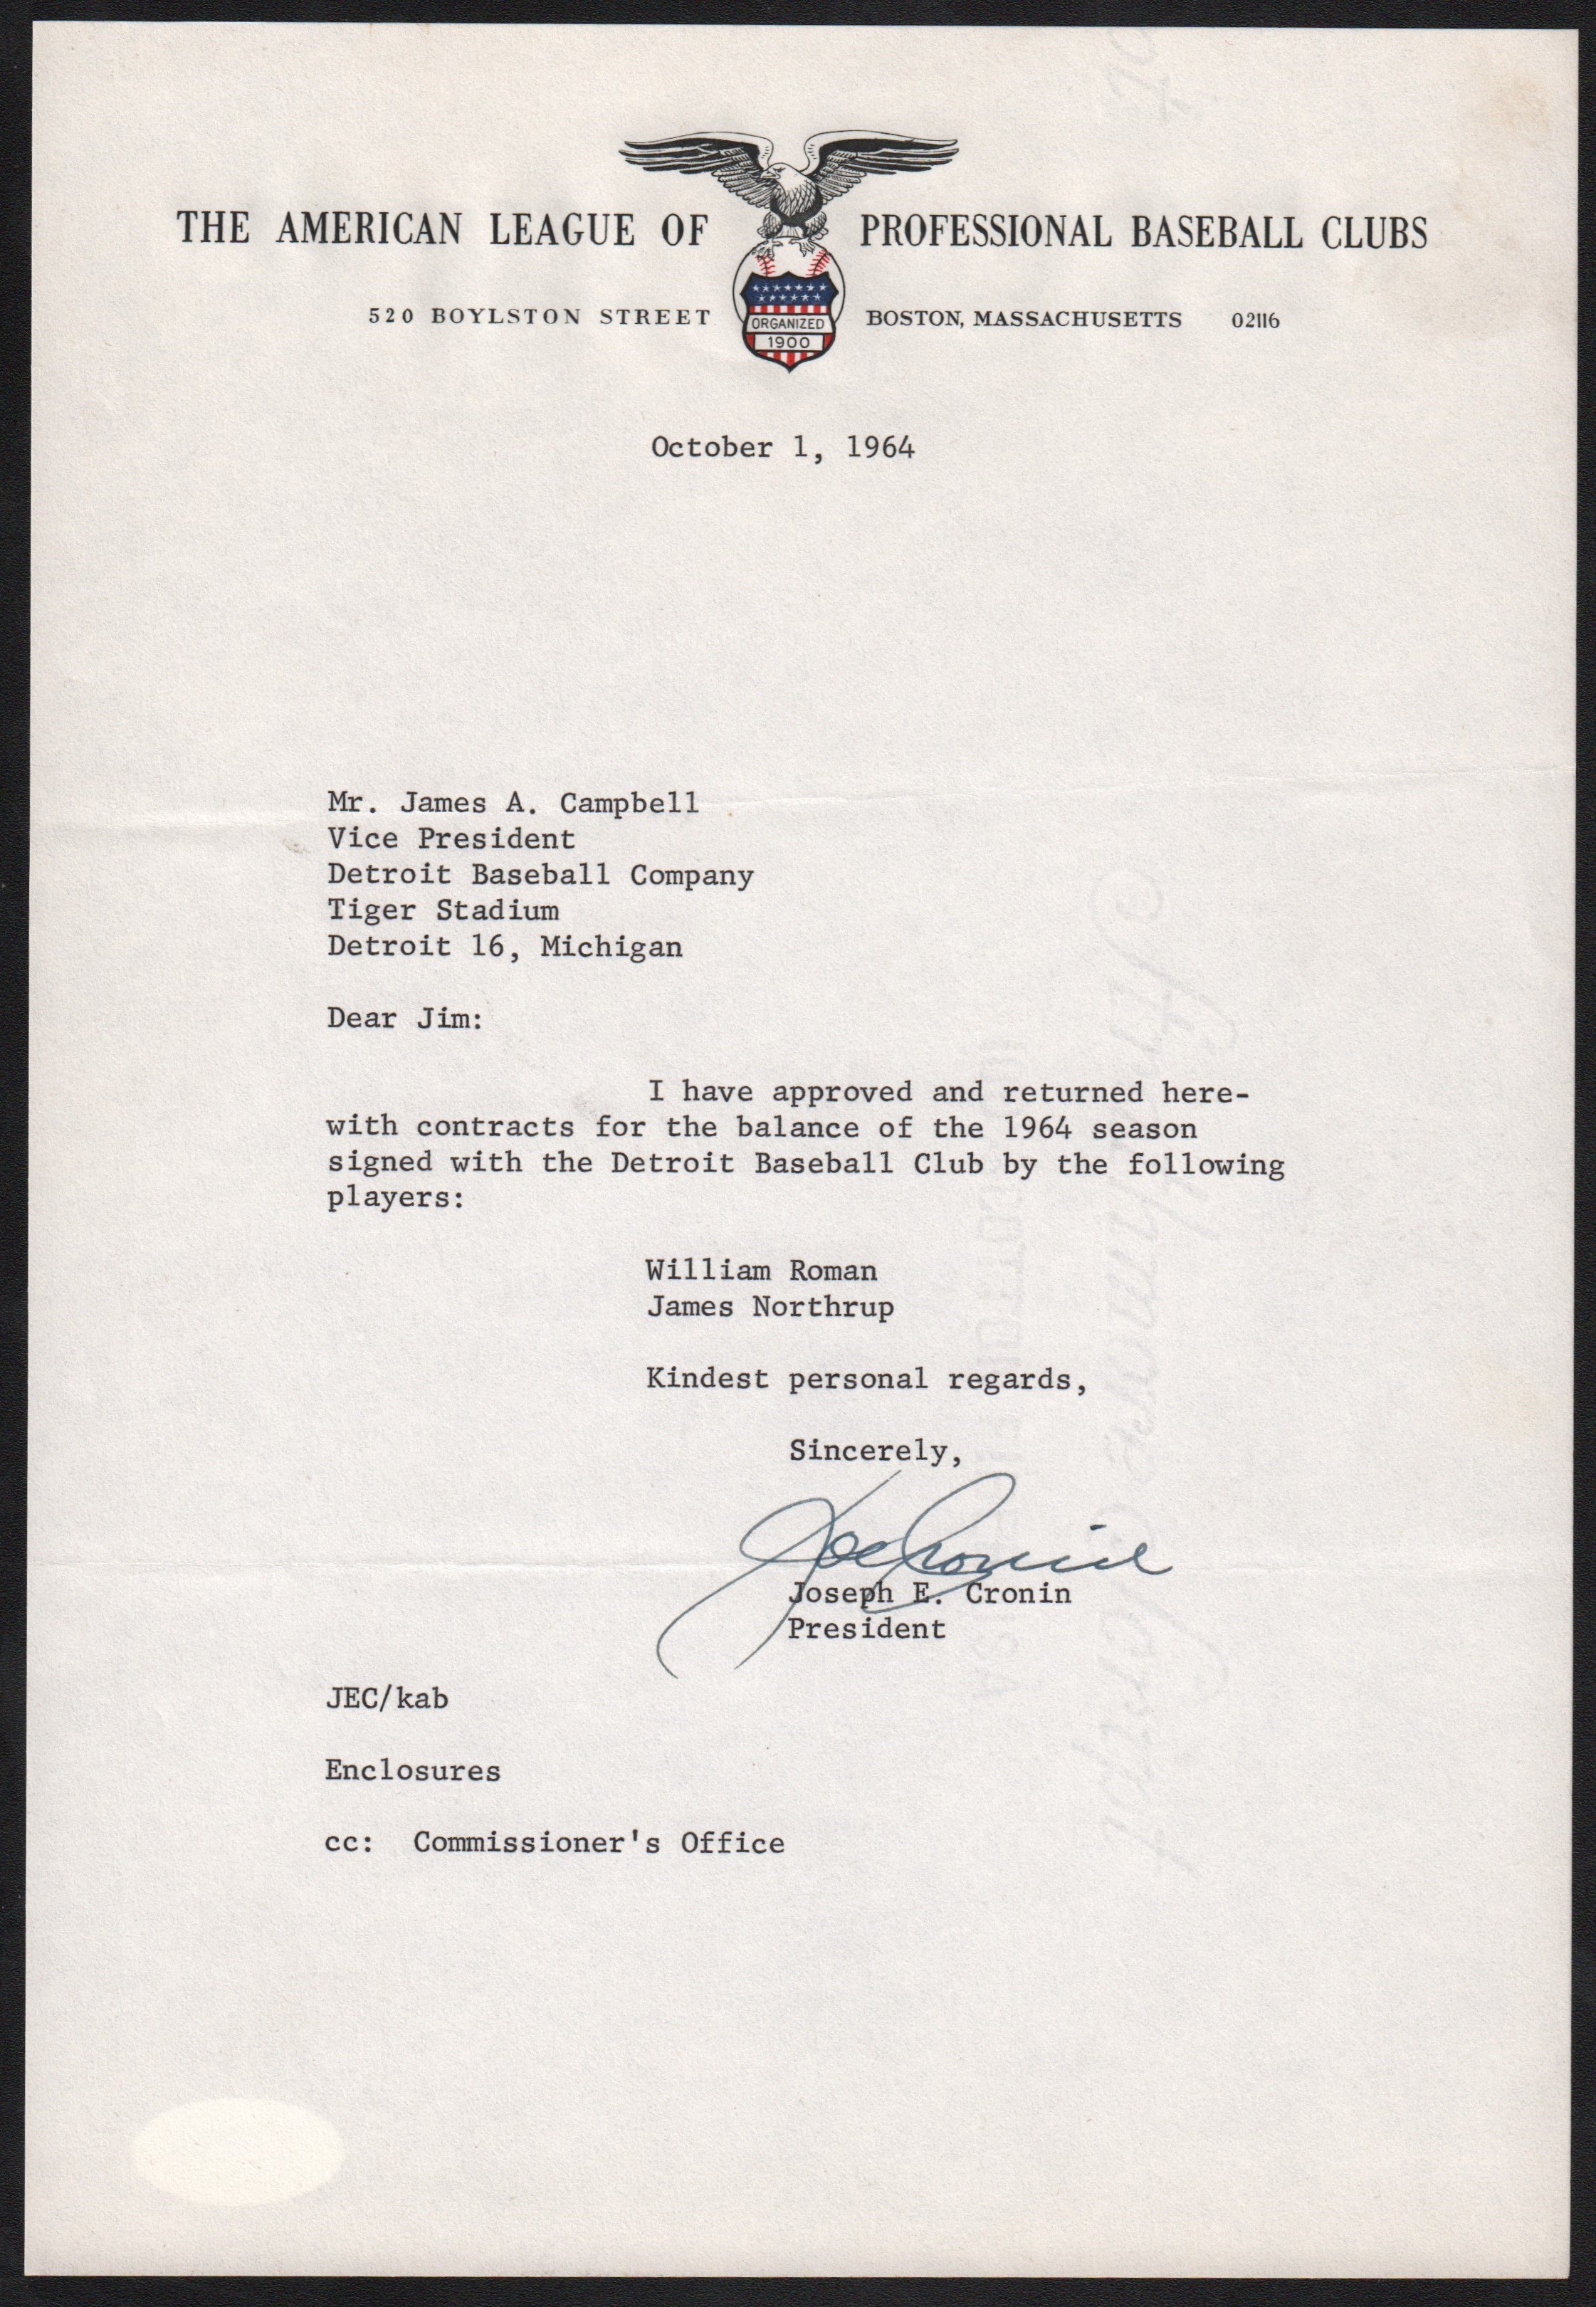 THE AMERICAN LEAGUE OF PROFESSIONAL BASEBALL CLUBS
520 BOYLSTON STREET BOSTON, MASSACHUSETTS 02116
ORGANIZED
1900
October 1, 1964
Mr. James A. Campbell
Vice President
Detroit Baseball Company
Tiger Stadium
Detroit 16, Michigan
Dear Jim:
I have approved and returned here-
with contracts for the balance of the 1964 season
signed with the Detroit Baseball Club by the following
players:
William Roman
James Northrup
Kindest personal regards,
Sincerely,
Joe Cronin
Joseph E. Cronin
President
JEC/kab
Enclosures
cc: Commissioner's Office